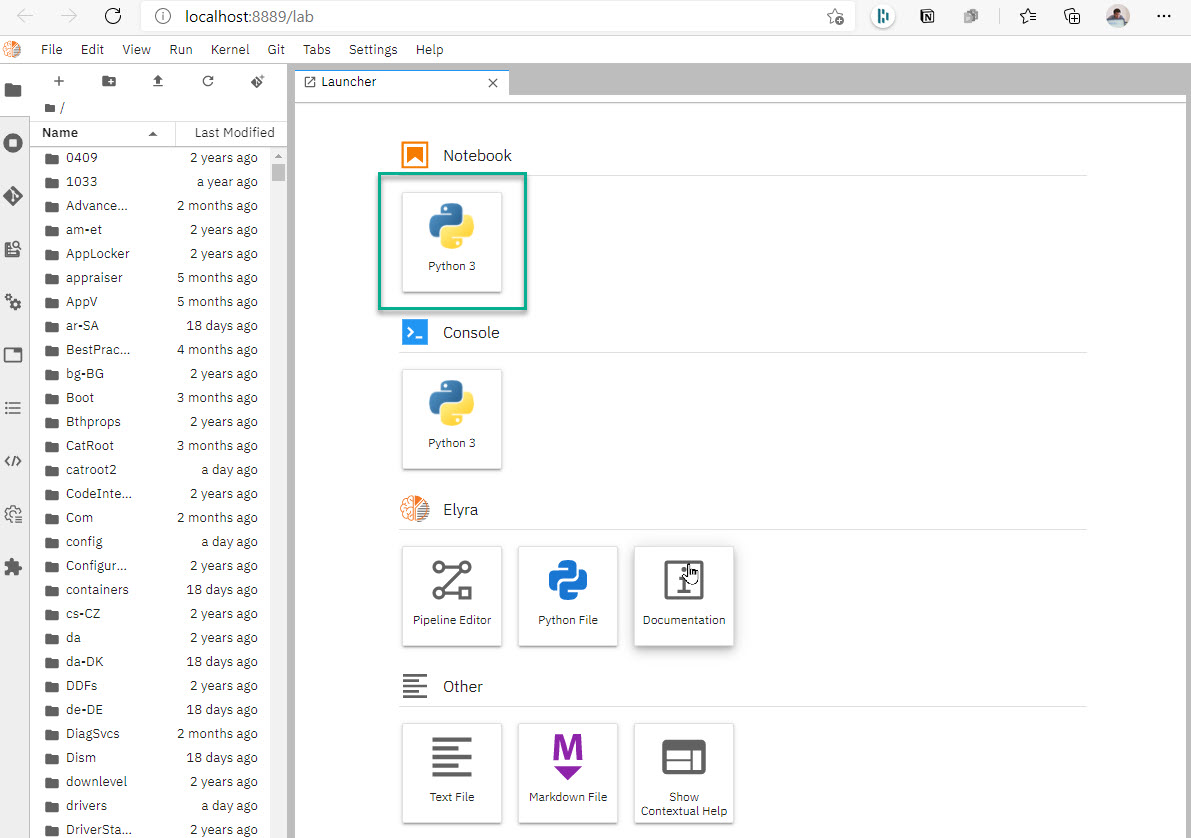 localhost:8889/lab
File Edit View Run Kernel Git Tabs Settings Help
Launcher
/
Name Last Modified
0409 2 years ago
1033 a year ago
Advance... 2 months ago
am-et 2 years ago
AppLocker 2 years ago
appraiser 5 months ago
AppV 5 months ago
ar-SA 18 days ago
BestPrac... 4 months ago
bg-BG 2 years ago
Boot 3 months ago
Bthprops 2 years ago
CatRoot 3 months ago
catroot2 a day ago
CodeInte... 2 years ago
Com 2 months ago
config a day ago
Configur... 2 years ago
containers 18 days ago
cs-CZ 2 years ago
da 2 years ago
da-DK 18 days ago
DDFs 2 years ago
de-DE 18 days ago
DiagSvcs 2 months ago
Dism 18 days ago
downlevel 2 years ago
drivers a day ago
DriverSta... 2 years ago
Notebook
Python 3
Console
Python 3
Elyra
Pipeline Editor
Python File
Documentation
Other
Text File
Markdown File
Show
Contextual Help